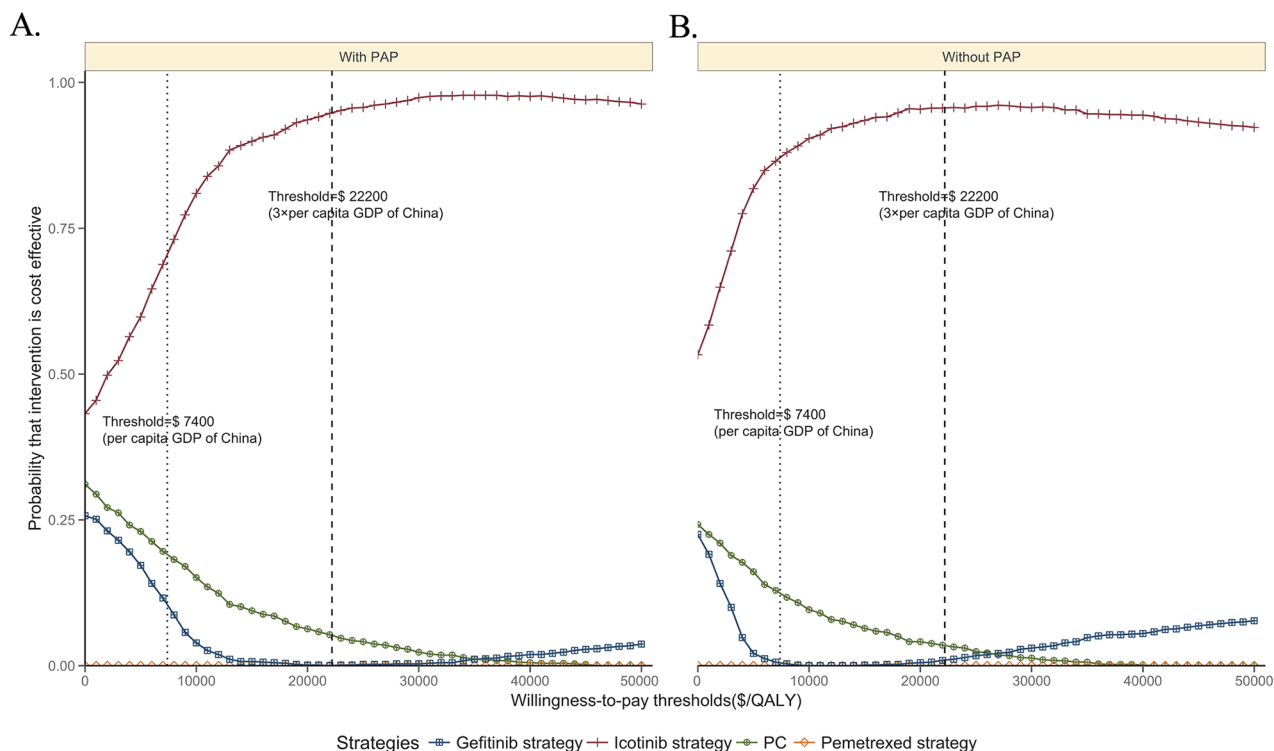 A.
B.
With PAP
Without PAP
1.00
0.75
0.50
0.25
0.00
Probability that intervention is cost effective
Threshold=$ 22200
(3×per capita GDP of China)
Threshold=$ 7400
(per capita GDP of China)
Threshold=$ 22200
(3×per capita GDP of China)
Threshold=$ 7400
(per capita GDP of China)
0 10000 20000 30000 40000 50000
0 10000 20000 30000 40000 50000
Willingness-to-pay thresholds($/QALY)
Strategies Gefitinib strategy Icotinib strategy PC Pemetrexed strategy